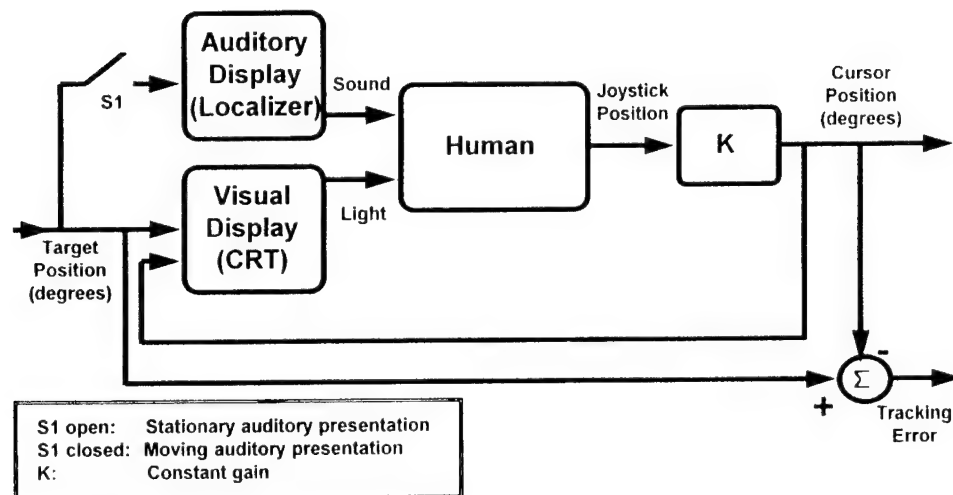 Auditory
Display
(Localizer)
S1
Sound
Human
Joystick
Position
K
Cursor
Position
(degrees)
Visual
Display
(CRT)
Light
Target
Position
(degrees)
-
Σ
+
Tracking
Error
S1 open: Stationary auditory presentation
S1 closed: Moving auditory presentation
K: Constant gain